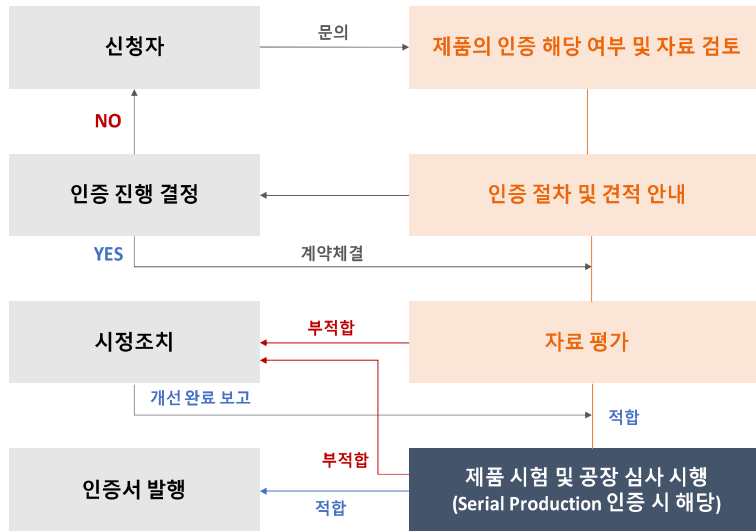 신청자
문의
제품의 인증 해당 여부 및 자료 검토
NO
인증 진행 결정
인증 절차 및 견적 안내
YES
계약체결
시정조치
부적합
자료 평가
개선 완료 보고
적합
부적합
인증서 발행
적합
제품 시험 및 공장 심사 시행
(Serial Production 인증 시 해당)